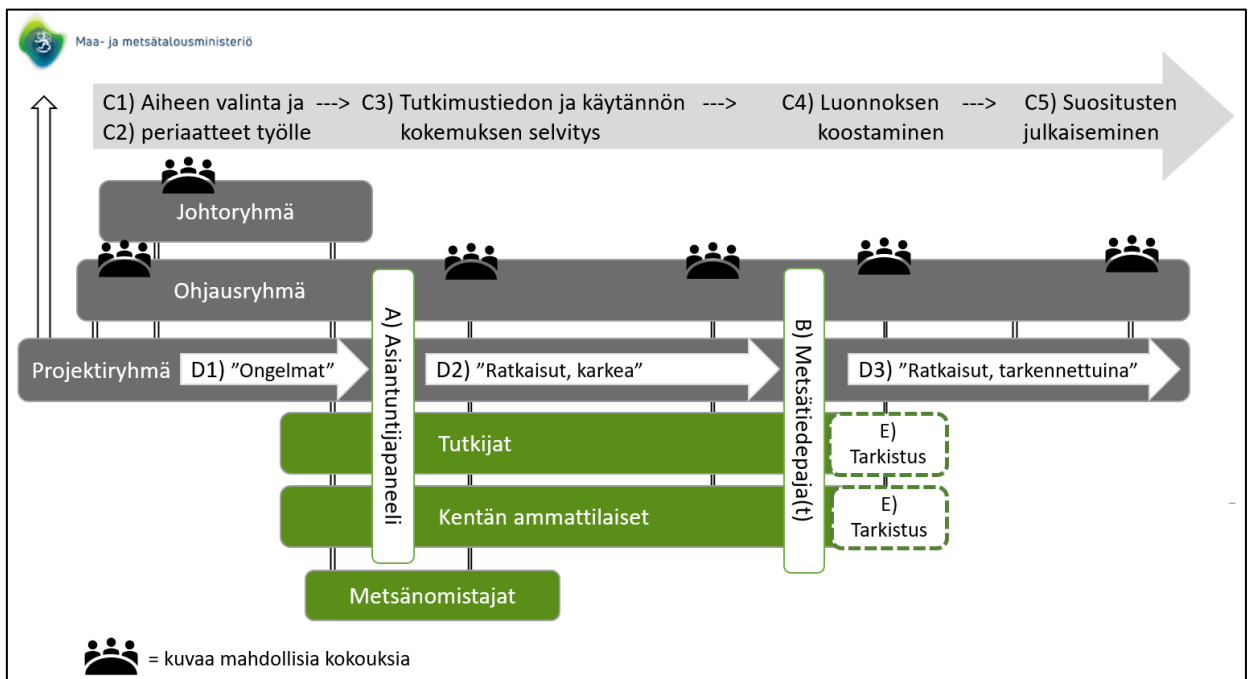 Maa- ja metsätalousministeriö
C1) Aiheen valinta ja ---> C3) Tutkimustiedon ja käytännön ---> C4) Luonnoksen ---> C5) Suositusten
C2) periaatteet työlle kokemuksen selvitys koostaminen julkaiseminen
Johtoryhmä
Ohjausryhmä
A) Asiantuntijapaneeli
B) Metsätiedepaja(t)
Projektiryhmä
D1) ”Ongelmat”
D2) ”Ratkaisut, karkea”
D3) ”Ratkaisut, tarkennettuina”
Tutkijat
E)
Tarkistus
Kentän ammattilaiset
E)
Tarkistus
Metsänomistajat
= kuvaa mahdollisia kokouksia